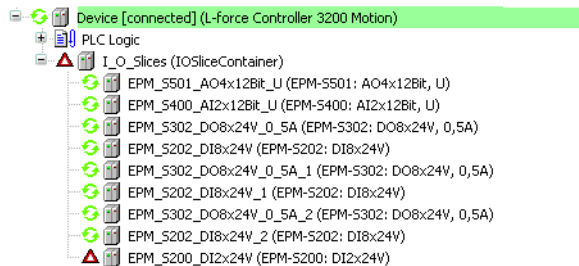 Device [connected] (L-force Controller 3200 Motion)
PLC Logic
I_O_Slices (IOSliceContainer)
EPM_S501_AO4x12Bit_U (EPM-S501: AO4x12Bit, U)
EPM_S400_AI2x12Bit_U (EPM-S400: AI2x12Bit, U)
EPM_S302_DO8x24V_0_5A (EPM-S302: DO8x24V, 0,5A)
EPM_S202_DI8x24V (EPM-S202: DI8x24V)
EPM_S302_DO8x24V_0_5A_1 (EPM-S302: DO8x24V, 0,5A)
EPM_S202_DI8x24V_1 (EPM-S202: DI8x24V)
EPM_S302_DO8x24V_0_5A_2 (EPM-S302: DO8x24V, 0,5A)
EPM_S202_DI8x24V_2 (EPM-S202: DI8x24V)
EPM_S200_DI2x24V (EPM-S200: DI2x24V)